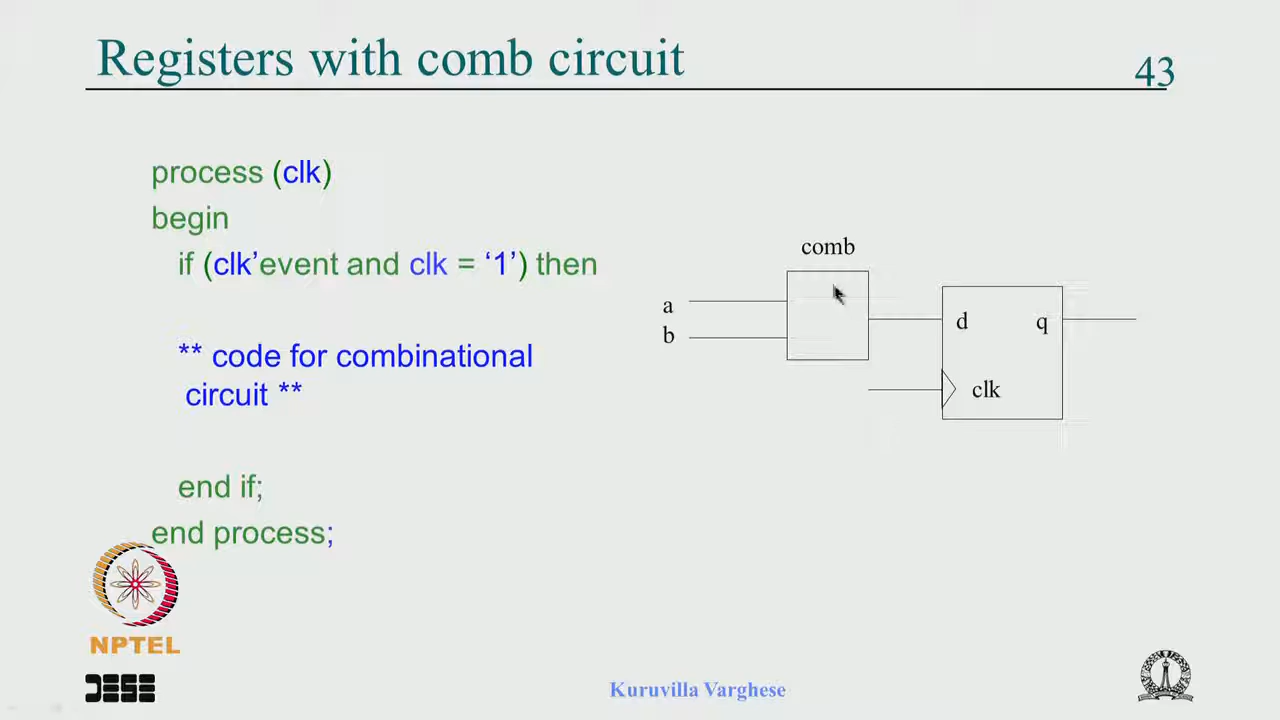 Registers with comb circuit
43
process (clk)
begin
if (clk’event and clk = ‘1’) then
** code for combinational
circuit **
end if;
end process;
comb
a
b
d
q
clk
NPTEL
DESE
Kuruvilla Varghese